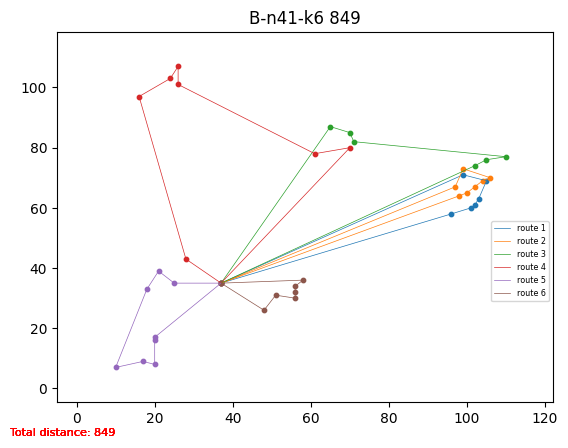 B-n41-k6 849
100
80
60
40
20
0
route 1
route 2
route 3
route 4
route 5
route 6
0 20 40 60 80 100 120
Total distance: 849